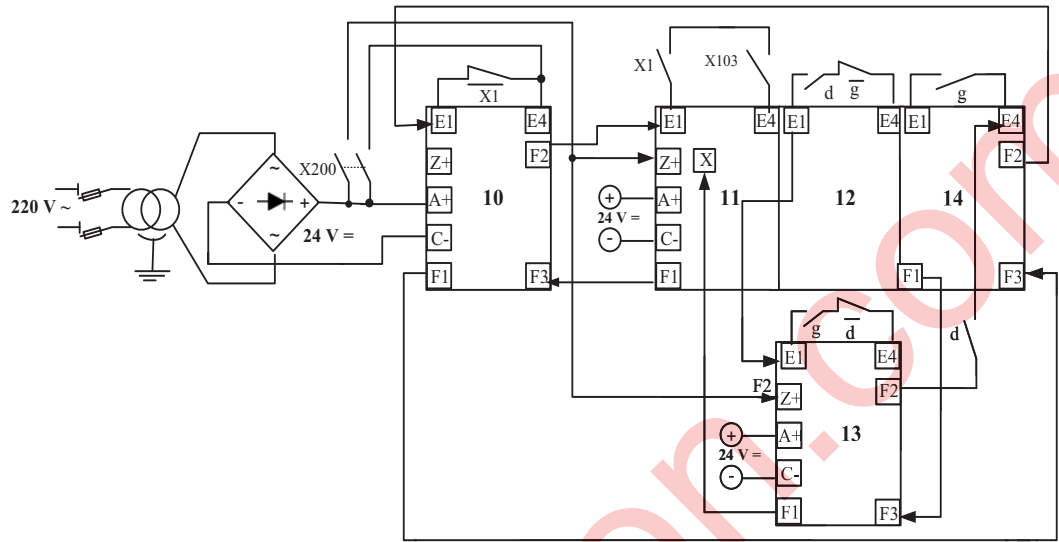 X1
X103
d
g
g
X1
E1
E4
E1
E4
E1
E4
E1
E4
F2
F2
X200
Z+
Z+
X
10
11
12
14
A+
A+
220 V ~
~
-
+
~
24 V =
+
24 V =
-
C-
C-
F1
F3
F1
F1
F3
g
d
d
E1
E4
F2
F2
Z+
13
+
24 V =
-
A+
C-
F1
F3